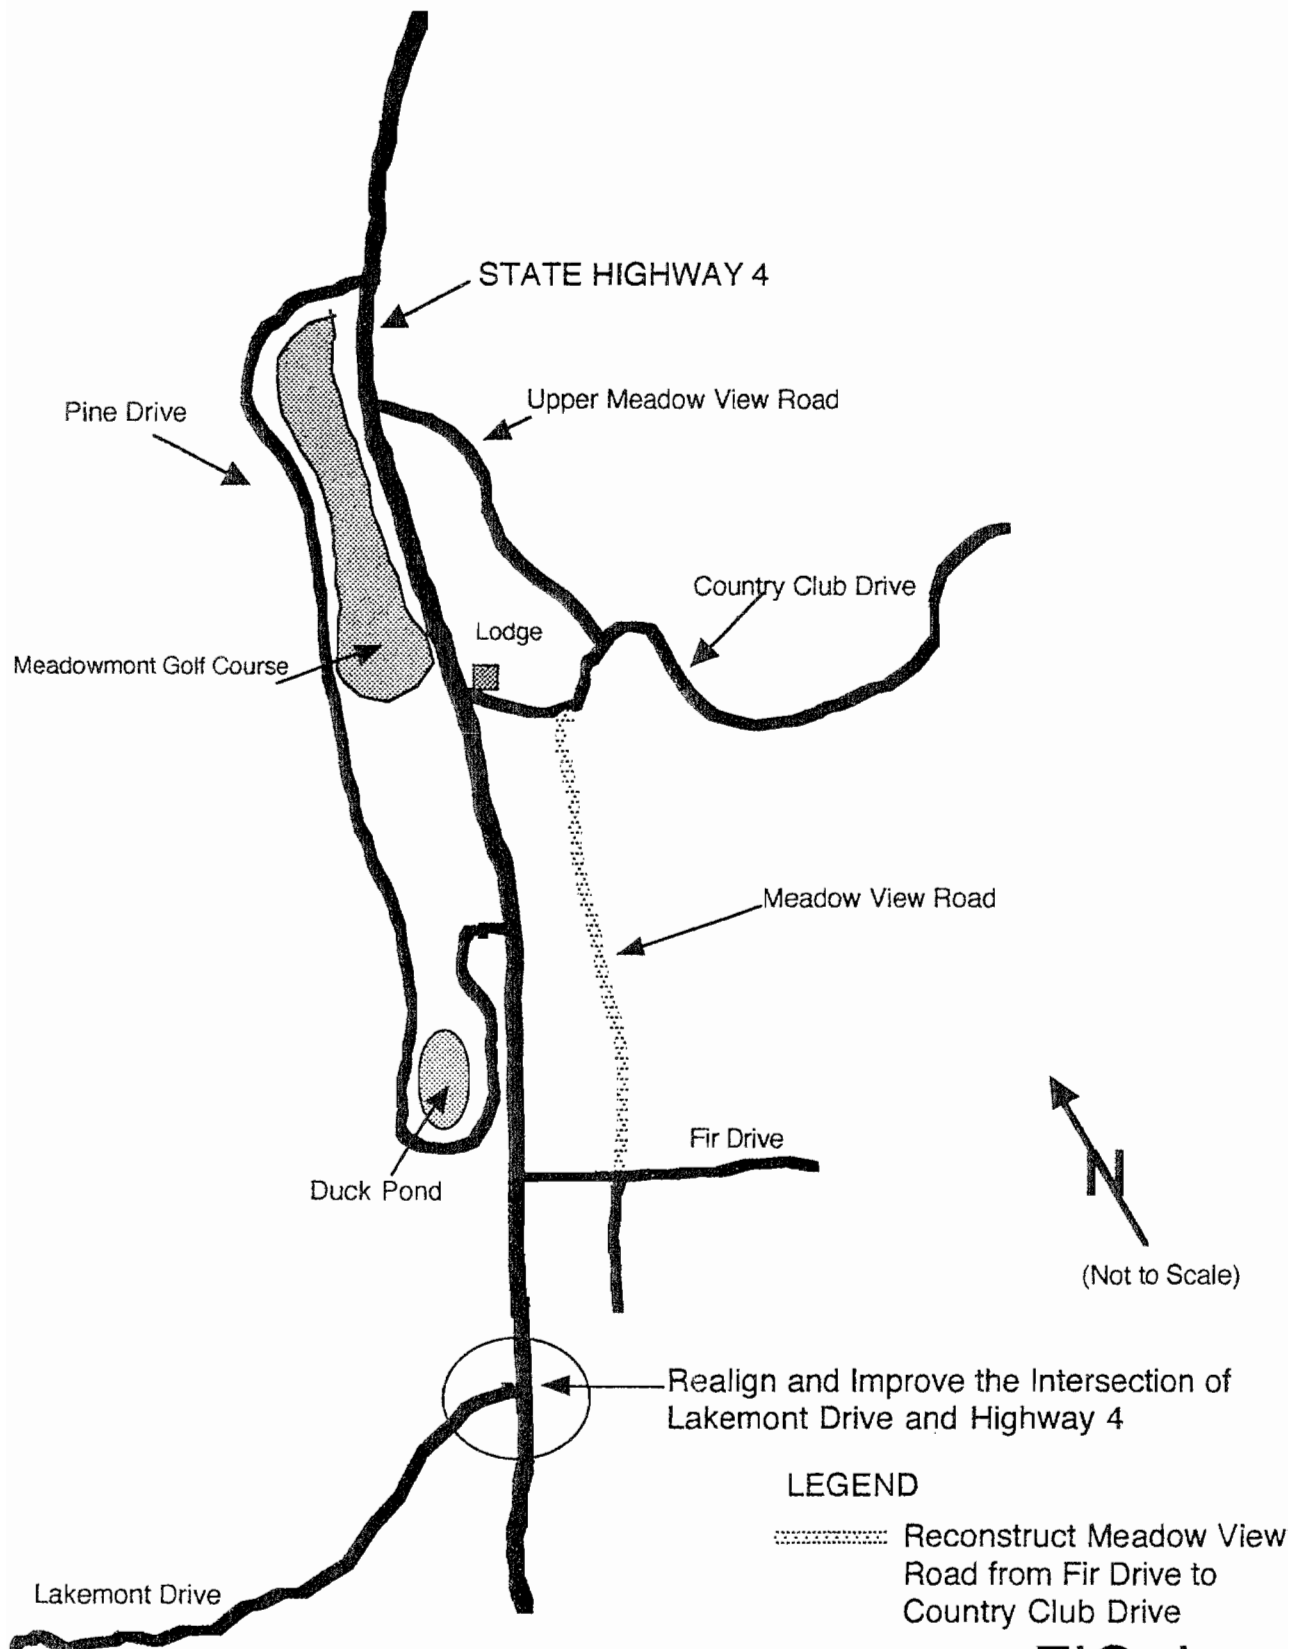 STATE HIGHWAY 4
Upper Meadow View Road
Pine Drive
Country Club Drive
Lodge
Meadowmont Golf Course
Meadow View Road
Fir Drive
Duck Pond
N
(Not to Scale)
Realign and Improve the Intersection of
Lakemont Drive and Highway 4
LEGEND
Reconstruct Meadow View
Road from Fir Drive to
Country Club Drive
Lakemont Drive